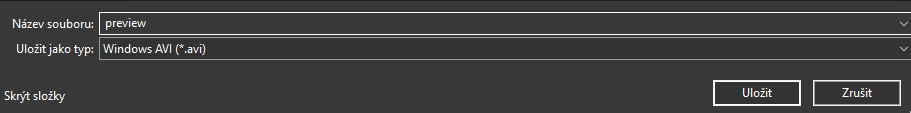 Název souboru: preview
Uložit jako typ: Windows AVI (*.avi)
Skrýt složky Uložit Zrušit